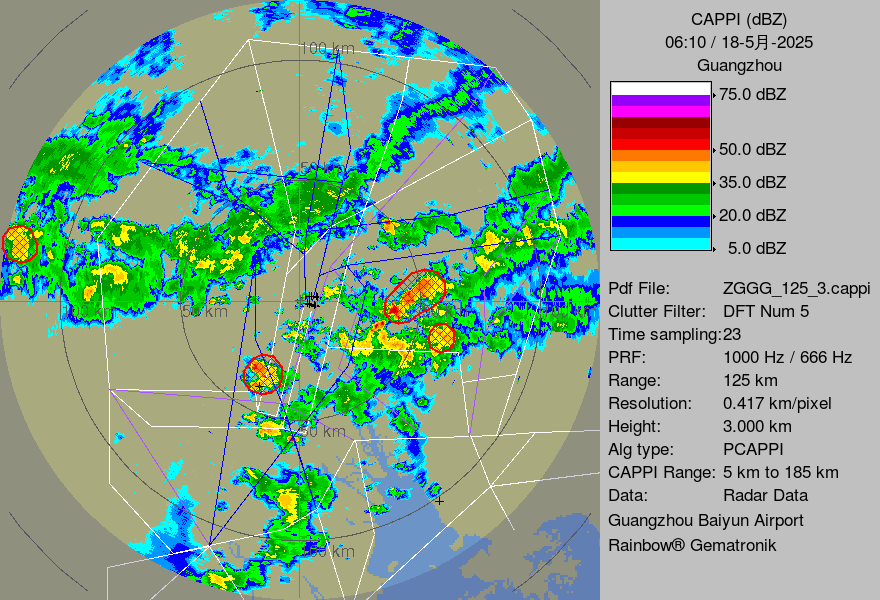 CAPPI (dBZ)
06:10 / 18-5月-2025
Guangzhou
75.0 dBZ
50.0 dBZ
35.0 dBZ
20.0 dBZ
5.0 dBZ
Pdf File: ZGGG_125_3.cappi
Clutter Filter: DFT Num 5
Time sampling:23
PRF: 1000 Hz / 666 Hz
Range: 125 km
Resolution: 0.417 km/pixel
Height: 3.000 km
Alg type: PCAPPI
CAPPI Range: 5 km to 185 km
Data: Radar Data
Guangzhou Baiyun Airport
Rainbow® Gematronik
100 km
50 km
50 km